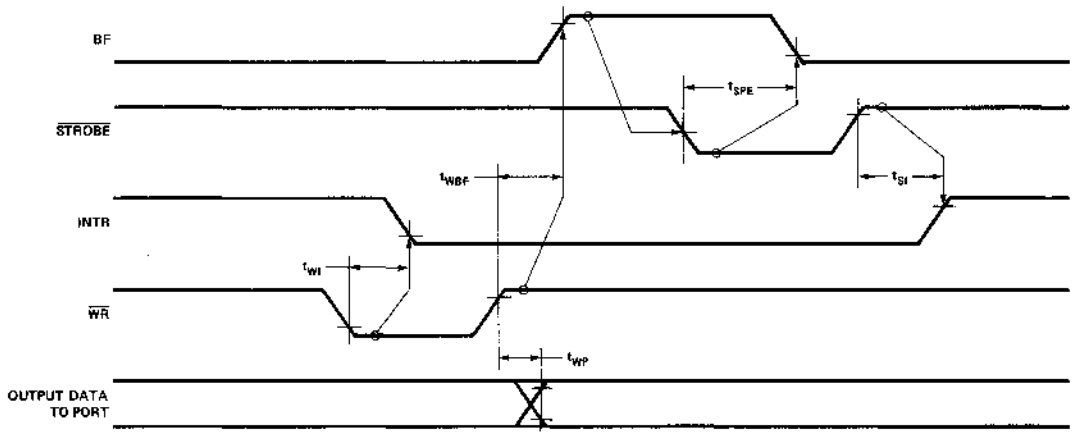 BF
t_SPE
STROBE
t_WBF
t_SI
INTR
t_WI
WR
t_WP
OUTPUT DATA
TO PORT